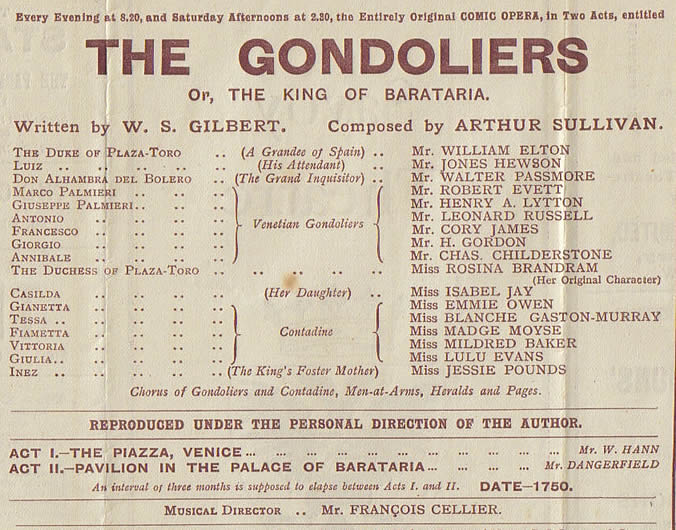 Every Evening at 8.20, and Saturday Afternoons at 2.30, the Entirely Original COMIC OPERA, in Two Acts, entitled
THE GONDOLIERS
Or, THE KING OF BARATARIA.
Written by W. S. GILBERT. Composed by ARTHUR SULLIVAN.
THE DUKE OF PLAZA-TORO .. (A Grandee of Spain) .. Mr. WILLIAM ELTON
LUIZ .. .. .. .. (His Attendant) .. Mr. JONES HEWSON
DON ALHAMBRA DEL BOLERO .. (The Grand Inquisitor) .. Mr. WALTER PASSMORE
MARCO PALMIERI .. .. .. Mr. ROBERT EVETT
GIUSEPPE PALMIERI.. .. .. Mr. HENRY A. LYTTON
ANTONIO .. .. .. .. Venetian Gondoliers Mr. LEONARD RUSSELL
FRANCESCO .. .. .. .. Mr. CORY JAMES
GIORGIO .. .. .. .. Mr. H. GORDON
ANNIBALE .. .. .. .. Mr. CHAS. CHILDERSTONE
THE DUCHESS OF PLAZA-TORO .. .. .. .. .. Miss ROSINA BRANDRAM
(Her Original Character)
CASILDA .. .. .. .. (Her Daughter) .. Miss ISABEL JAY
GIANETTA .. .. .. .. Miss EMMIE OWEN
TESSA .. .. .. .. .. Miss BLANCHE GASTON-MURRAY
FIAMETTA .. .. .. .. Contadine Miss MADGE MOYSE
VITTORIA .. .. .. .. Miss MILDRED BAKER
GIULIA.. .. .. .. .. Miss LULU EVANS
INEZ .. .. .. .. (The King's Foster Mother) Miss JESSIE POUNDS
Chorus of Gondoliers and Contadine, Men-at-Arms, Heralds and Pages.
REPRODUCED UNDER THE PERSONAL DIRECTION OF THE AUTHOR.
ACT I.—THE PIAZZA, VENICE ... ... ... ... ... ... ... ... ... Mr. W. HANN
ACT II.—PAVILION IN THE PALACE OF BARATARIA... ... ... ... Mr. DANGERFIELD
An interval of three months is supposed to elapse between Acts I. and II. DATE—1750.
MUSICAL DIRECTOR .. .. Mr. FRANÇOIS CELLIER.